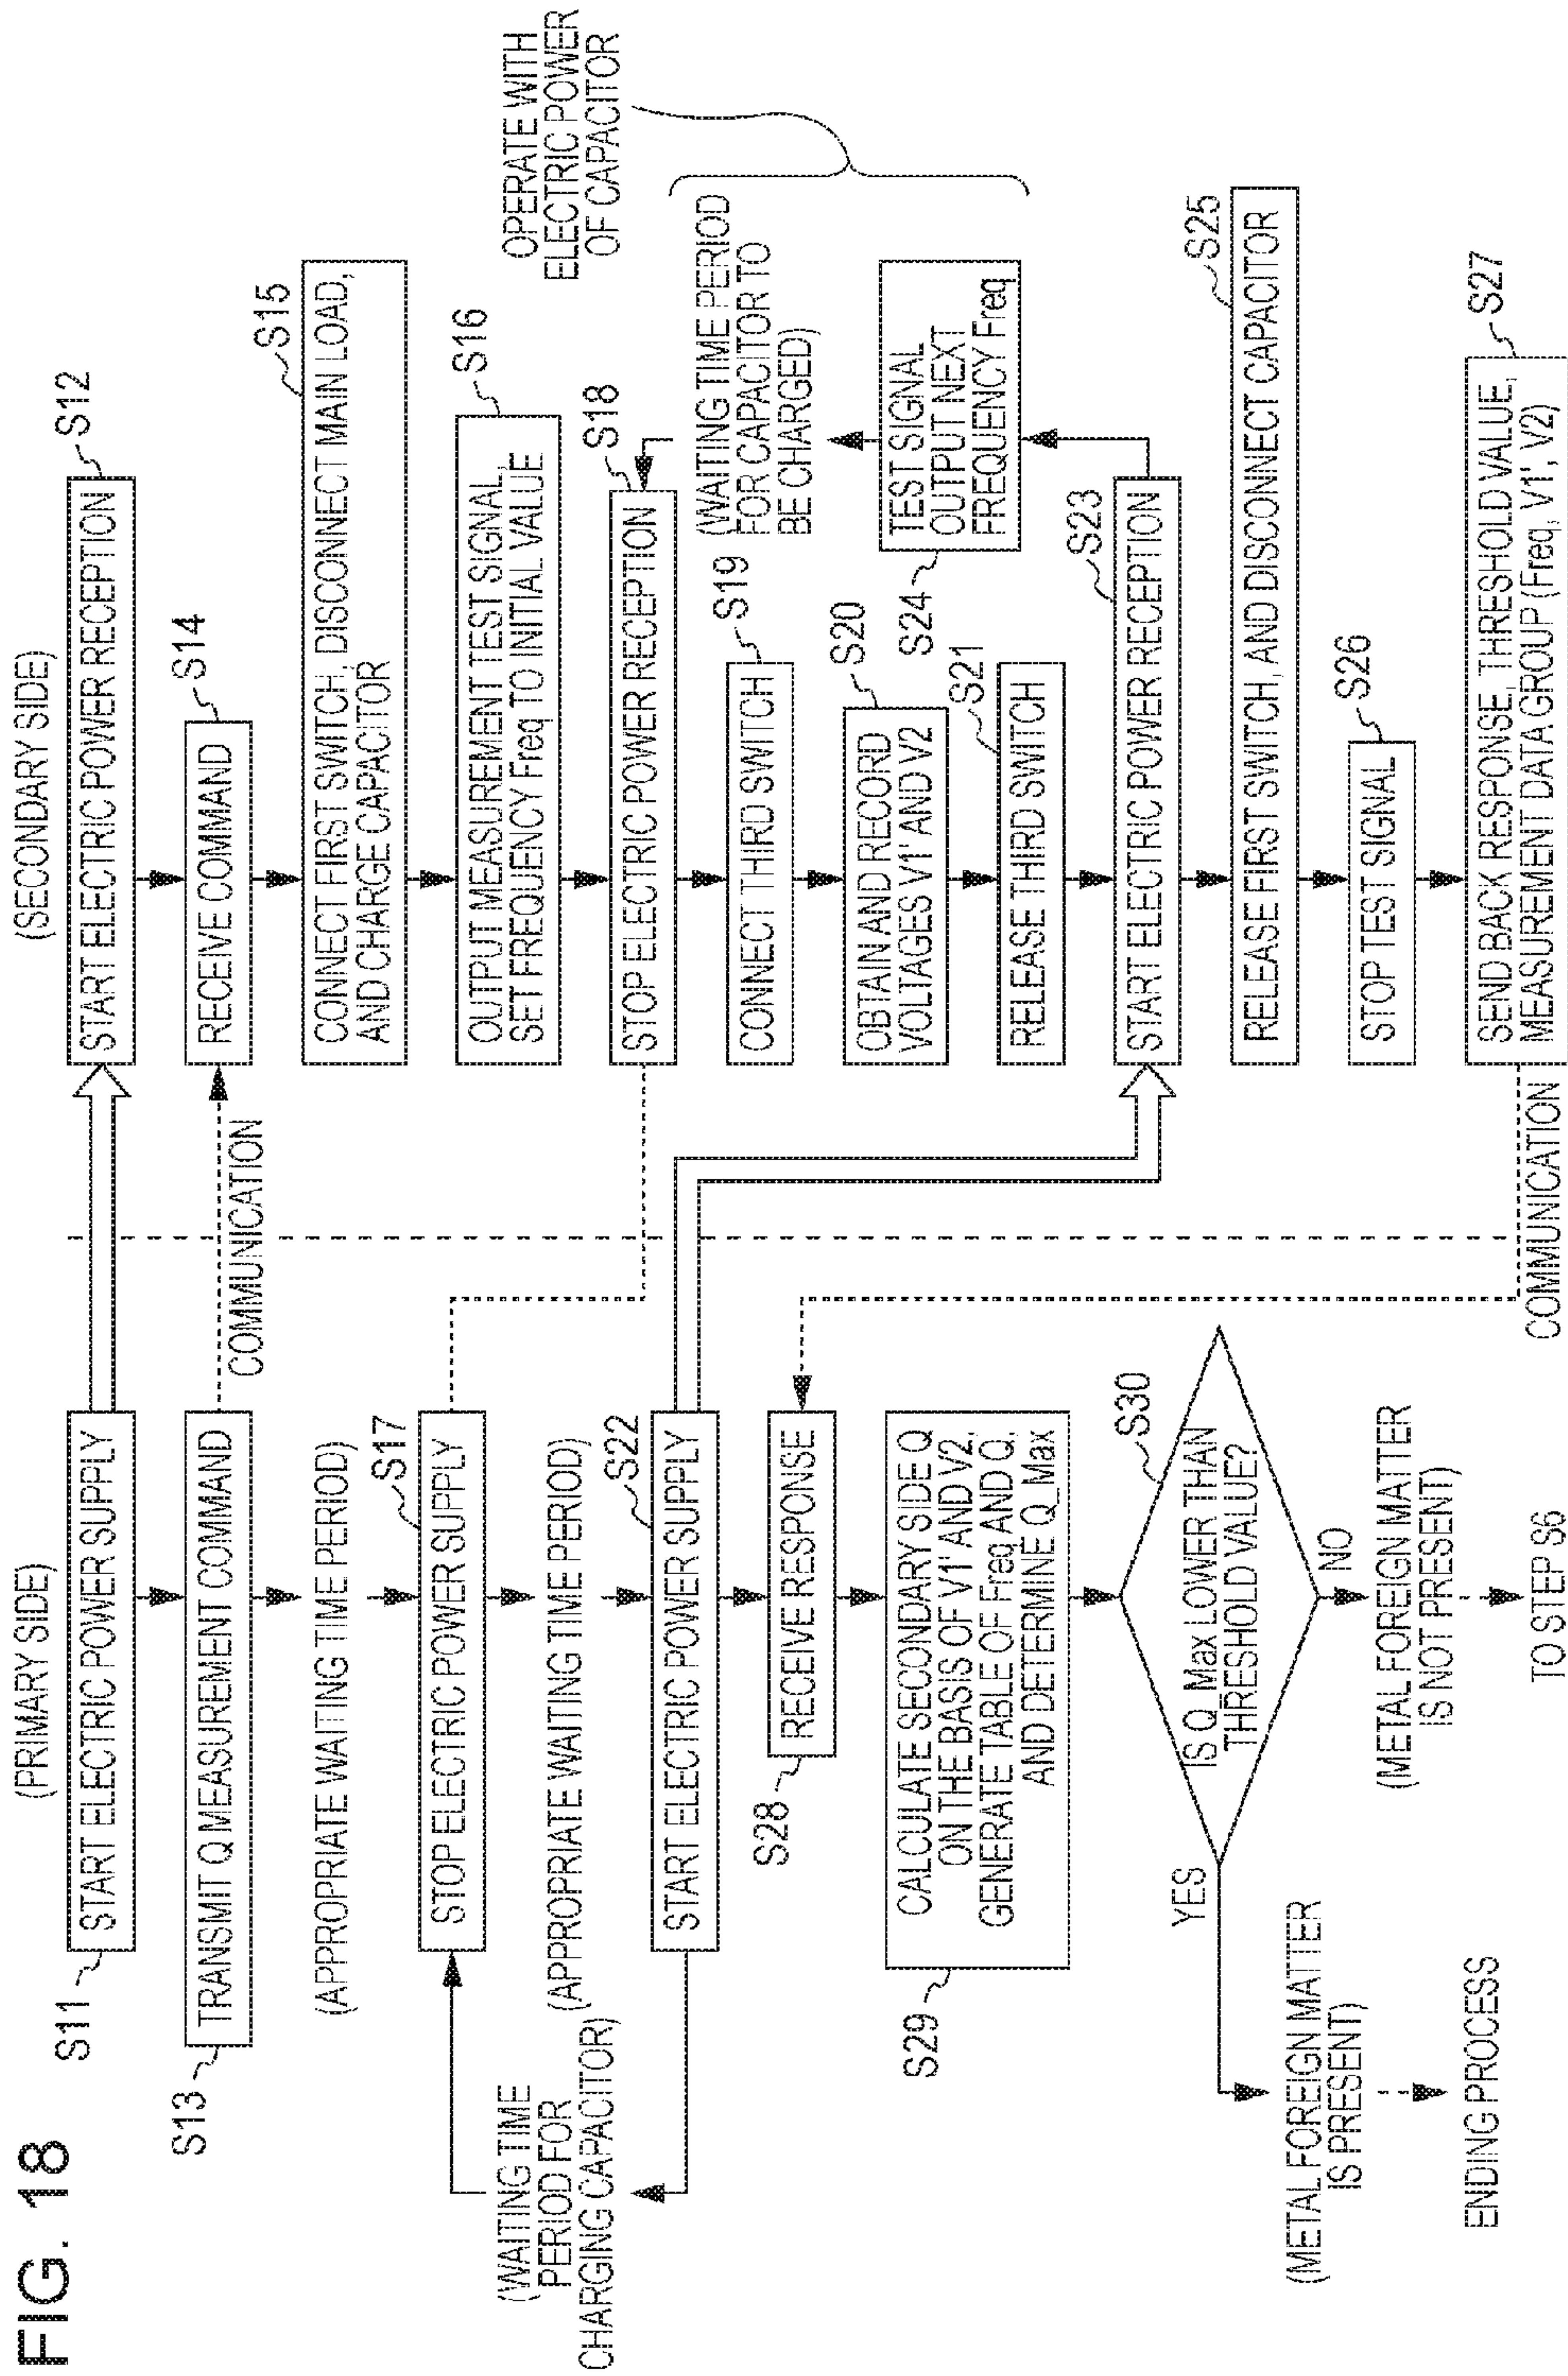 FIG. 18
(PRIMARY SIDE)
S11
START ELECTRIC POWER SUPPLY
S13
TRANSMIT Q MEASUREMENT COMMAND
(APPROPRIATE WAITING TIME PERIOD)
S17
STOP ELECTRIC POWER SUPPLY
(WAITING TIME
PERIOD FOR
CHARGING CAPACITOR)
(APPROPRIATE WAITING TIME PERIOD)
S22
START ELECTRIC POWER SUPPLY
S28
RECEIVE RESPONSE
S29
CALCULATE SECONDARY SIDE Q
ON THE BASIS OF V1' AND V2,
GENERATE TABLE OF Freq AND Q,
AND DETERMINE Q_Max
S30
IS Q_Max LOWER THAN
THRESHOLD VALUE?
YES
NO
(METAL FOREIGN MATTER
IS PRESENT)
ENDING PROCESS
(METAL FOREIGN MATTER
IS NOT PRESENT)
TO STEP S6
COMMUNICATION
COMMUNICATION
(SECONDARY SIDE)
S12
START ELECTRIC POWER RECEPTION
S14
RECEIVE COMMAND
S15
CONNECT FIRST SWITCH, DISCONNECT MAIN LOAD,
AND CHARGE CAPACITOR
S16
OUTPUT MEASUREMENT TEST SIGNAL,
SET FREQUENCY Freq TO INITIAL VALUE
S18
STOP ELECTRIC POWER RECEPTION
S19
CONNECT THIRD SWITCH
S20
OBTAIN AND RECORD
VOLTAGES V1' AND V2
S21
RELEASE THIRD SWITCH
S23
START ELECTRIC POWER RECEPTION
S24
TEST SIGNAL
OUTPUT NEXT
FREQUENCY Freq
(WAITING TIME PERIOD
FOR CAPACITOR TO
BE CHARGED)
OPERATE WITH
ELECTRIC POWER
OF CAPACITOR
S25
RELEASE FIRST SWITCH, AND DISCONNECT CAPACITOR
S26
STOP TEST SIGNAL
S27
SEND BACK RESPONSE, THRESHOLD VALUE,
MEASUREMENT DATA GROUP (Freq, V1', V2)